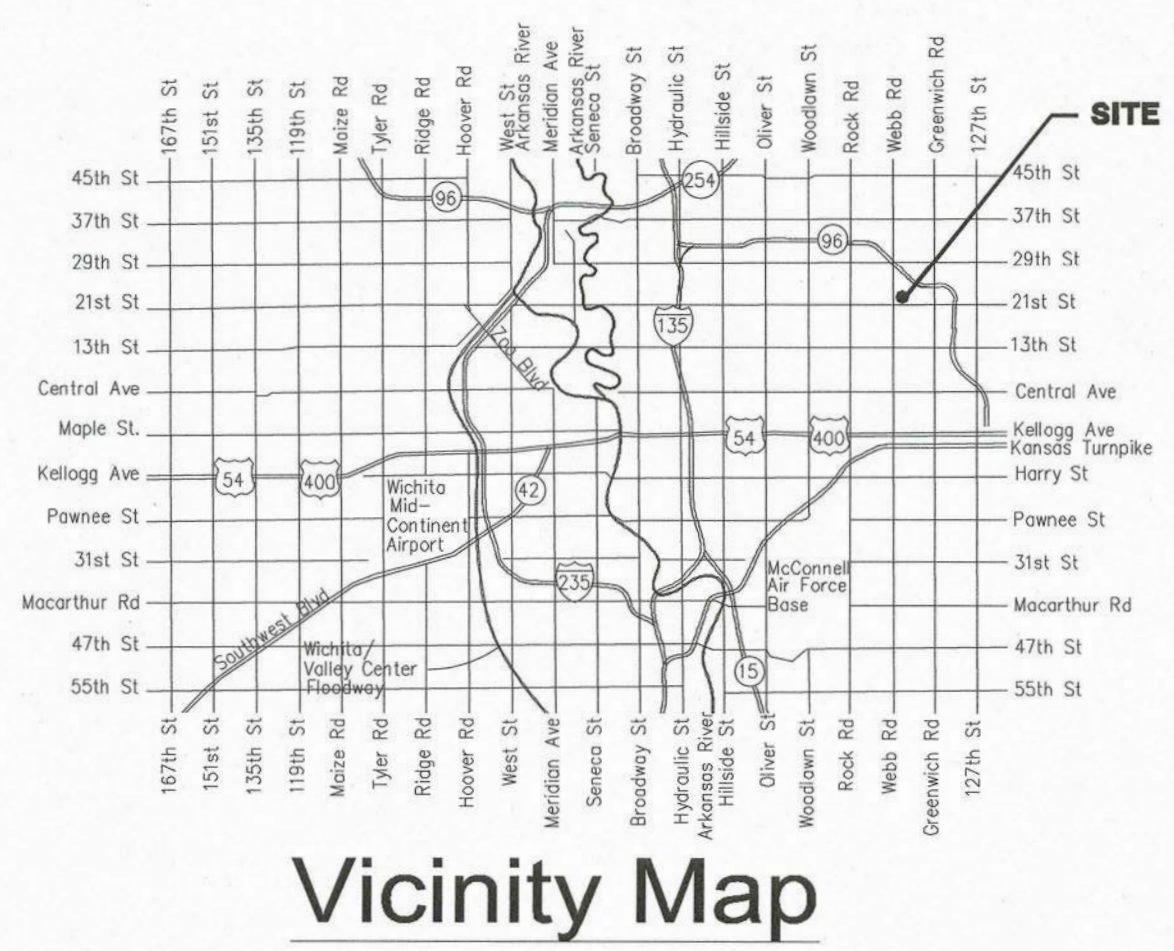 167th St
151st St
135th St
119th St
Maize Rd
Tyler Rd
Ridge Rd
Hoover Rd
West St
Arkansas River
Meridian Ave
Arkansas River
Seneca St
Broadway St
Hydraulic St
Hillside St
Oliver St
Woodlawn St
Rock Rd
Webb Rd
Greenwich Rd
127th St
SITE
45th St
37th St
29th St
21st St
13th St
Central Ave
Maple St.
Kellogg Ave
Pawnee St
31st St
Macarthur Rd
47th St
55th St
96
254
96
135
Zoo Blvd
54
400
54
400
42
Wichita
Mid-
Continent
Airport
235
McConnell
Air Force
Base
Southwest Blvd
Wichita/
Valley Center
Floodway
15
45th St
37th St
29th St
21st St
13th St
Central Ave
Kellogg Ave
Kansas Turnpike
Harry St
Pawnee St
31st St
Macarthur Rd
47th St
55th St
167th St
151st St
135th St
119th St
Maize Rd
Tyler Rd
Ridge Rd
Hoover Rd
West St
Meridian Ave
Seneca St
Broadway St
Hydraulic St
Arkansas River
Hillside St
Oliver St
Woodlawn St
Rock Rd
Webb Rd
Greenwich Rd
127th St
Vicinity Map